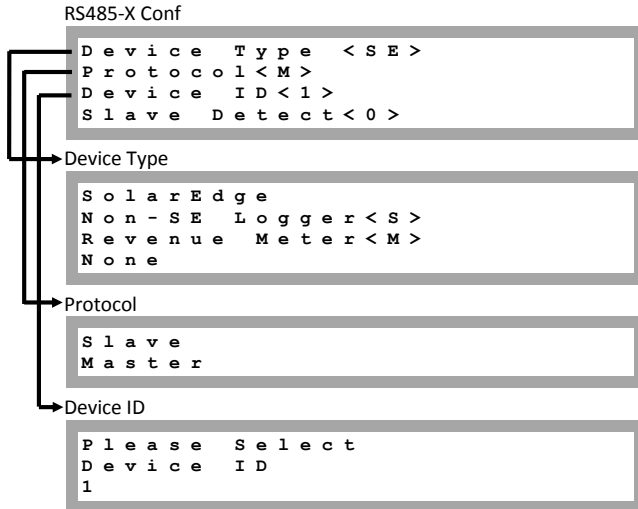 RS485-X Conf
Device Type <SE>
Protocol<M>
Device ID<1>
Slave Detect<0>
Device Type
SolarEdge
Non-SE Logger<S>
Revenue Meter<M>
None
Protocol
Slave
Master
Device ID
Please Select
Device ID
1